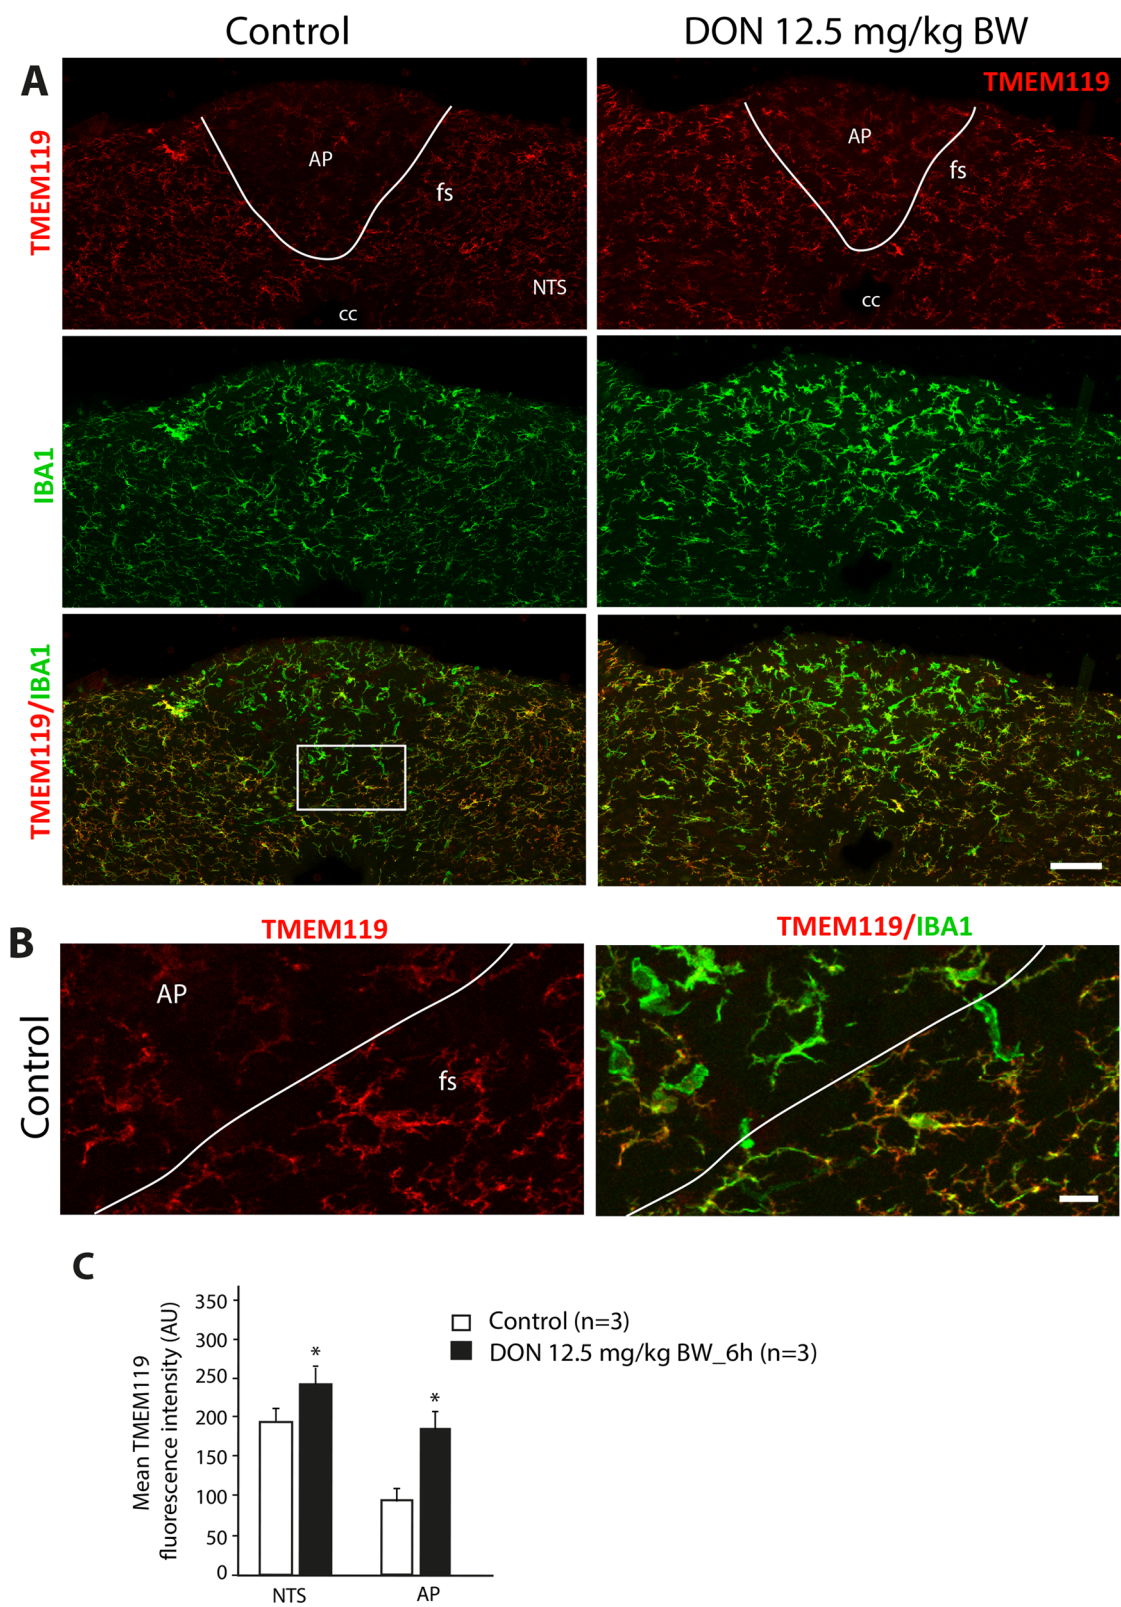 Control
DON 12.5 mg/kg BW
A
TMEM119
AP
fs
NTS
cc
TMEM119
AP
fs
cc
IBA1
TMEM119/IBA1
B
TMEM119
TMEM119/IBA1
Control
AP
fs
C
Mean TMEM119
fluorescence intensity (AU)
350
300
250
200
150
100
50
0
*
*
NTS
AP
Control (n=3)
DON 12.5 mg/kg BW_6h (n=3)